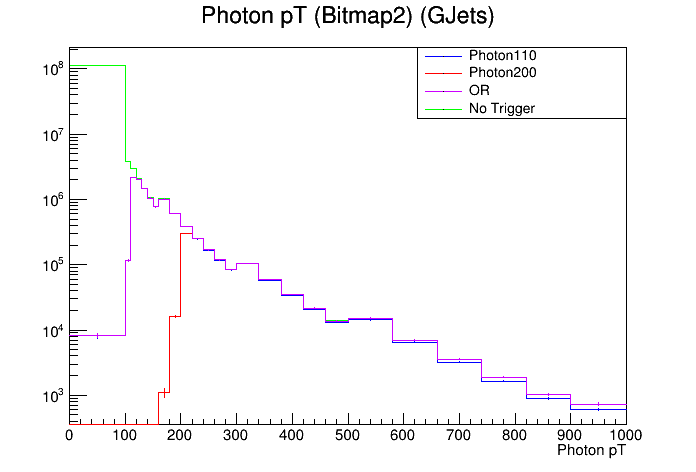 Photon pT (Bitmap2) (GJets)
Photon110
Photon200
OR
No Trigger
10^8
10^7
10^6
10^5
10^4
10^3
0 100 200 300 400 500 600 700 800 900 1000
Photon pT